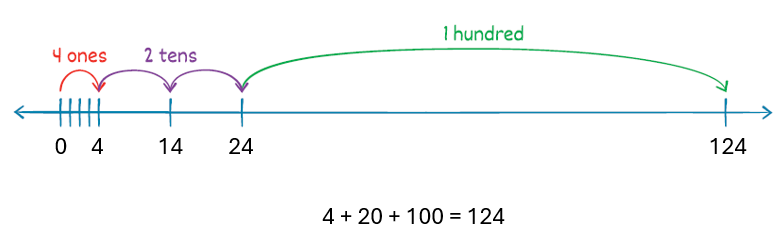 1 hundred
4 ones 2 tens
0 4 14 24 124
4 + 20 + 100 = 124